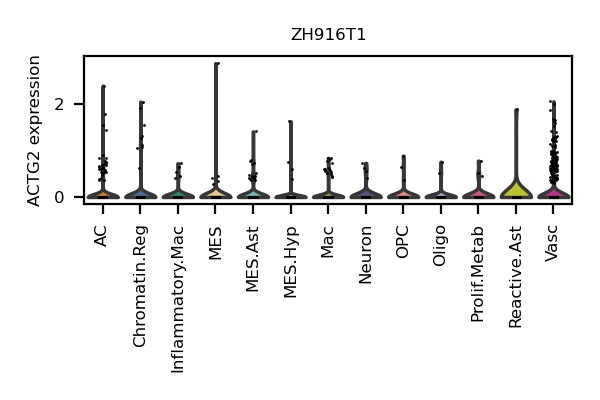 ZH916T1
ACTG2 expression
2
0
AC
Chromatin.Reg
Inflammatory.Mac
MES
MES.Ast
MES.Hyp
Mac
Neuron
OPC
Oligo
Prolif.Metab
Reactive.Ast
Vasc